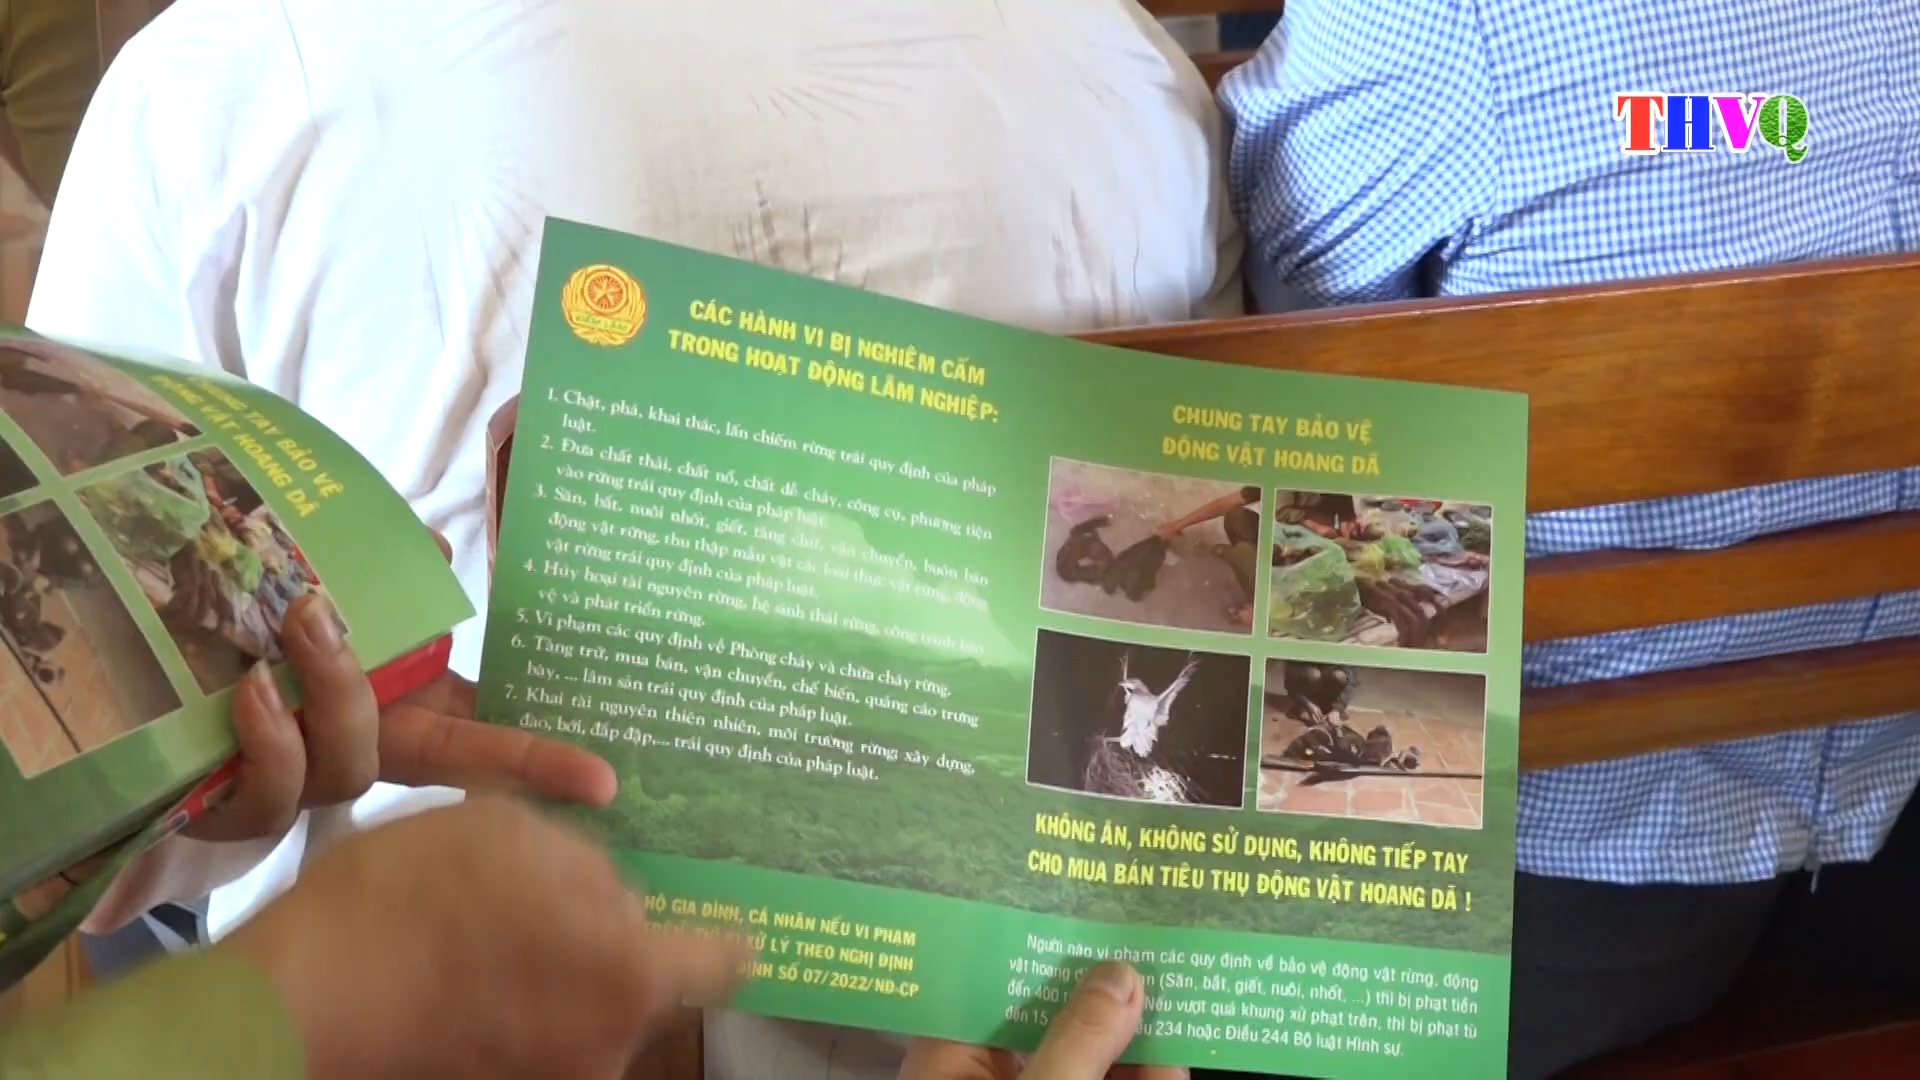 THVQ
KIỂM LÂM
CÁC HÀNH VI BỊ NGHIÊM CẤM
TRONG HOẠT ĐỘNG LÂM NGHIỆP:
1. Chặt, phá, khai thác, lấn chiếm rừng trái quy định của pháp
luật.
2. Đưa chất thải, chất nổ, chất dễ cháy, công cụ, phương tiện
vào rừng trái quy định của pháp luật.
3. Săn, bắt, nuôi nhốt, giết, tàng chữ, vận chuyển, buôn bán
động vật rừng, thu thập mẫu vật các loài thực vật rừng, động
vật rừng trái quy định của pháp luật.
4. Hủy hoại tài nguyên rừng, hệ sinh thái rừng, công trình bảo
vệ và phát triển rừng.
5. Vi phạm các quy định về Phòng cháy và chữa cháy rừng.
6. Tàng trữ, mua bán, vận chuyển, chế biến, quảng cáo trưng
bày, ... lâm sản trái quy định của pháp luật.
7. Khai tài nguyên thiên nhiên, môi trường rừng; xây dựng,
đào, bới, đắp đập,... trái quy định của pháp luật.
HỘ GIA ĐÌNH, CÁ NHÂN NẾU VI PHẠM
XỬ LÝ THEO NGHỊ ĐỊNH
ĐỊNH SỐ 07/2022/NĐ-CP
CHUNG TAY BẢO VỆ
ĐỘNG VẬT HOANG DÃ
KHÔNG ĂN, KHÔNG SỬ DỤNG, KHÔNG TIẾP TAY
CHO MUA BÁN TIÊU THỤ ĐỘNG VẬT HOANG DÃ !
Người nào vi phạm các quy định về bảo vệ động vật rừng, động
vật hoang (Săn, bắt, giết, nuôi, nhốt, ...) thì bị phạt tiền
đến 400 Nếu vượt quá khung xử phạt trên, thì bị phạt tù
đến 15 234 hoặc Điều 244 Bộ luật Hình sự.
CHUNG TAY BẢO VỆ
ĐỘNG VẬT HOANG DÃ